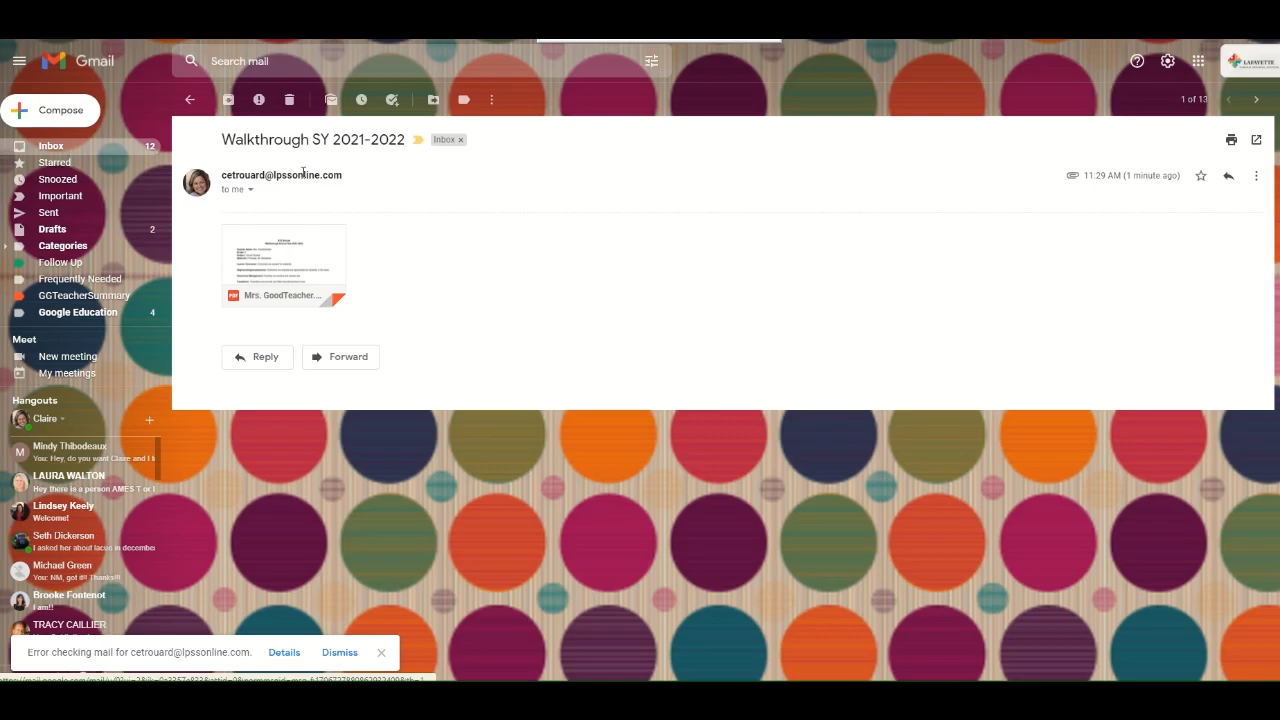 Gmail
Search mail
LAFAYETTE
Compose
1 of 13
Inbox 12
Starred
Snoozed
Important
Sent
Drafts 2
Categories
Follow Up
Frequently Needed
GGTeacherSummary
Google Education 4
Meet
New meeting
My meetings
Hangouts
Claire
M
Mindy Thibodeaux
You: Hey, do you want Claire and I
LAURA WALTON
Hey there is a person AMES T or
Lindsey Keely
Welcome!
Seth Dickerson
I asked her about lacue in december
Michael Green
You: NM, got it!! Thanks!!!
Brooke Fontenot
I am!!
TRACY CAILLIER
Walkthrough SY 2021-2022
Inbox x
cetrouard@lpssonline.com
11:29 AM (1 minute ago)
to me
PDF Mrs. GoodTeacher....
Reply
Forward
Error checking mail for cetrouard@lpssonline.com. Details Dismiss